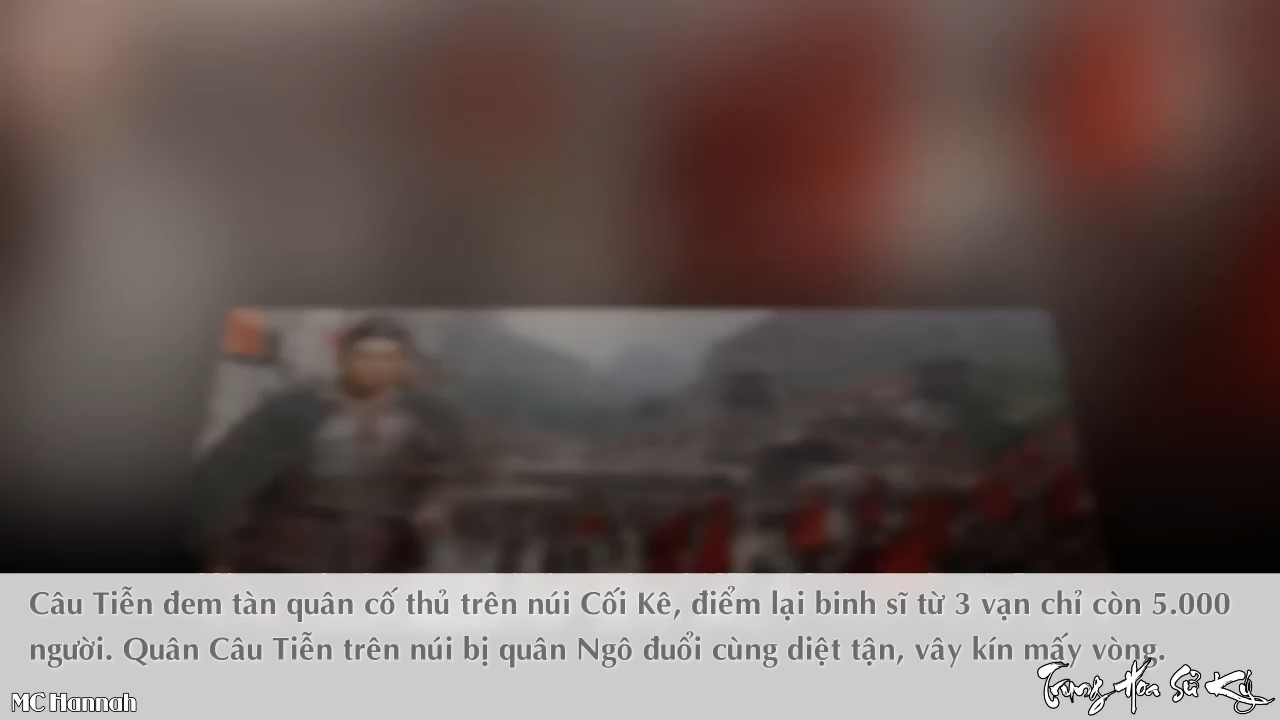 Câu Tiễn đem tàn quân cố thủ trên núi Cối Kê, điểm lại binh sĩ từ 3 vạn chỉ còn 5.000
người. Quân Câu Tiễn trên núi bị quân Ngô đuổi cùng diệt tận, vây kín mấy vòng.
MC Hannah
Trung Hoa Sử Ký